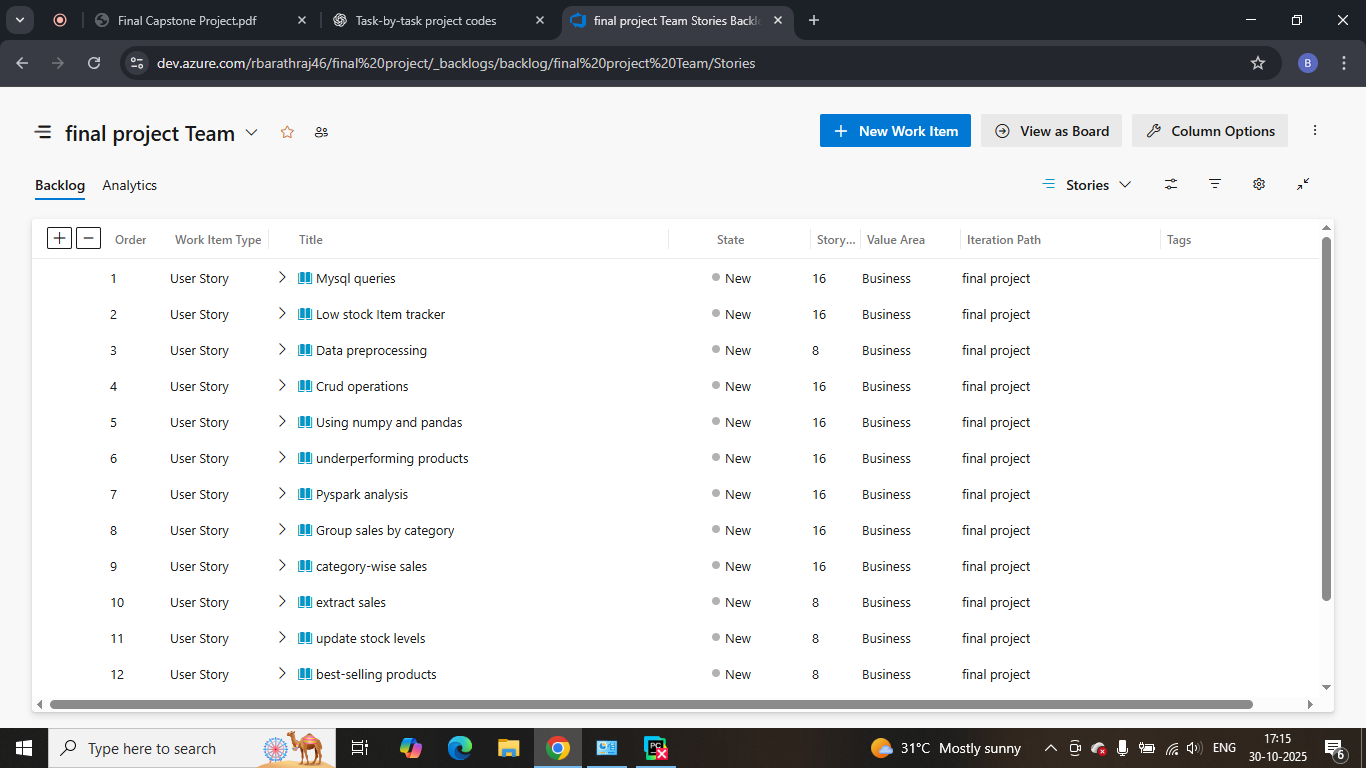 Final Capstone Project.pdf
Task-by-task project codes
final project Team Stories Backlo
dev.azure.com/rbarathraj46/final%20project/_backlogs/backlog/final%20project%20Team/Stories
B
final project Team
New Work Item
View as Board
Column Options
Backlog
Analytics
Stories
Order Work Item Type Title State Story... Value Area Iteration Path Tags
1 User Story Mysql queries New 16 Business final project
2 User Story Low stock Item tracker New 16 Business final project
3 User Story Data preprocessing New 8 Business final project
4 User Story Crud operations New 16 Business final project
5 User Story Using numpy and pandas New 16 Business final project
6 User Story underperforming products New 16 Business final project
7 User Story Pyspark analysis New 16 Business final project
8 User Story Group sales by category New 16 Business final project
9 User Story category-wise sales New 16 Business final project
10 User Story extract sales New 8 Business final project
11 User Story update stock levels New 8 Business final project
12 User Story best-selling products New 8 Business final project
Type here to search
PC
31°C Mostly sunny
ENG
17:15
30-10-2025
6